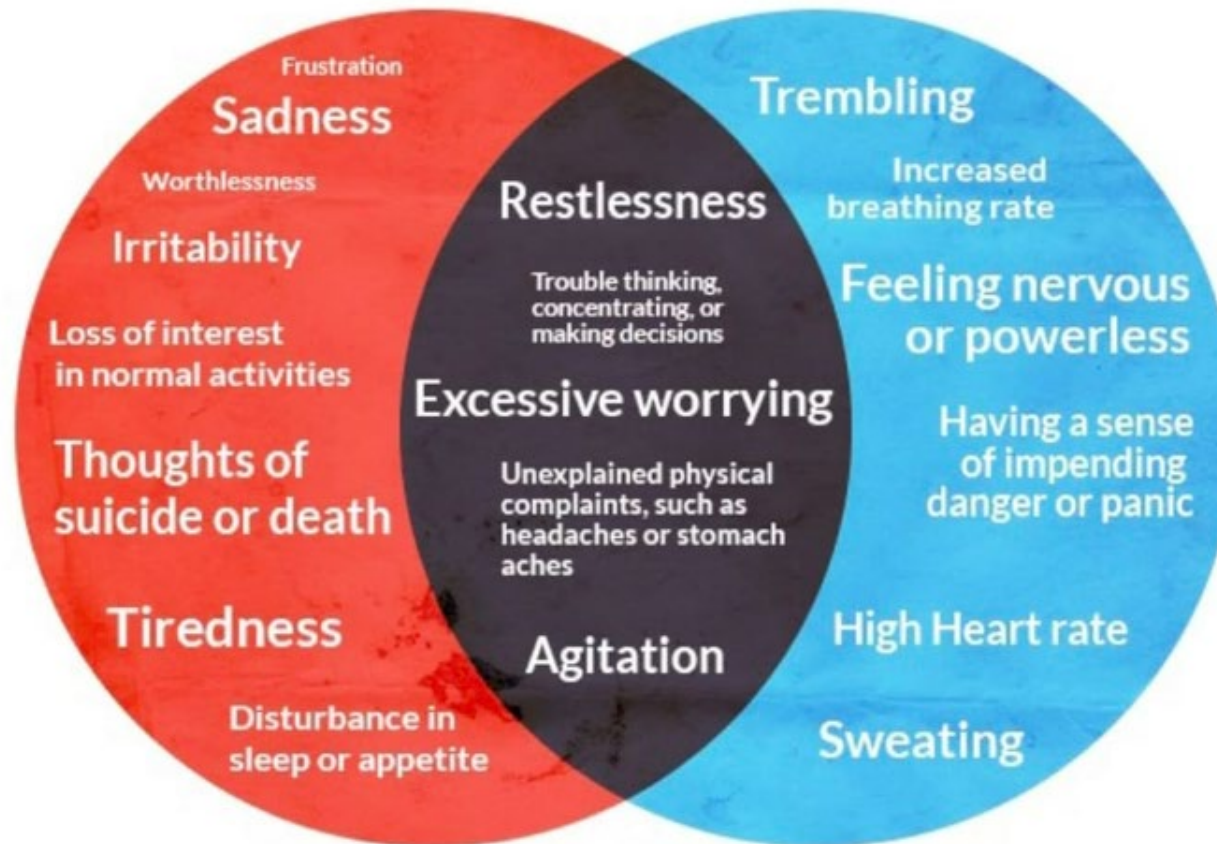 Frustration
Sadness
Worthlessness
Irritability
Loss of interest
in normal activities
Thoughts of
suicide or death
Tiredness
Disturbance in
sleep or appetite
Restlessness
Trouble thinking,
concentrating, or
making decisions
Excessive worrying
Unexplained physical
complaints, such as
headaches or stomach
aches
Agitation
Trembling
Increased
breathing rate
Feeling nervous
or powerless
Having a sense
of impending
danger or panic
High Heart rate
Sweating